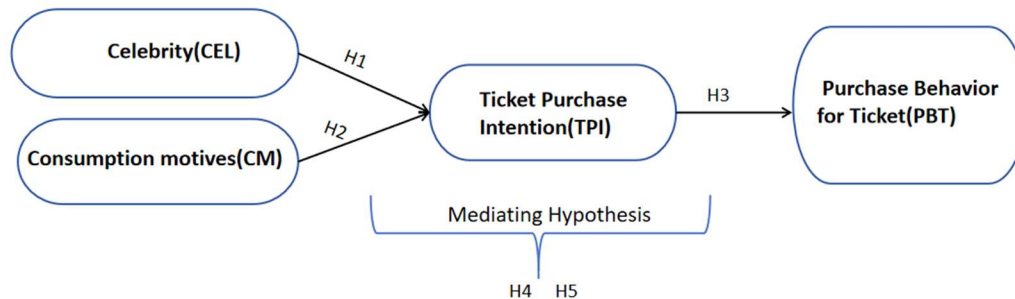 Celebrity(CEL)
H1
H2
Consumption motives(CM)
Ticket Purchase
Intention(TPI)
H3
Purchase Behavior
for Ticket(PBT)
Mediating Hypothesis
H4 H5